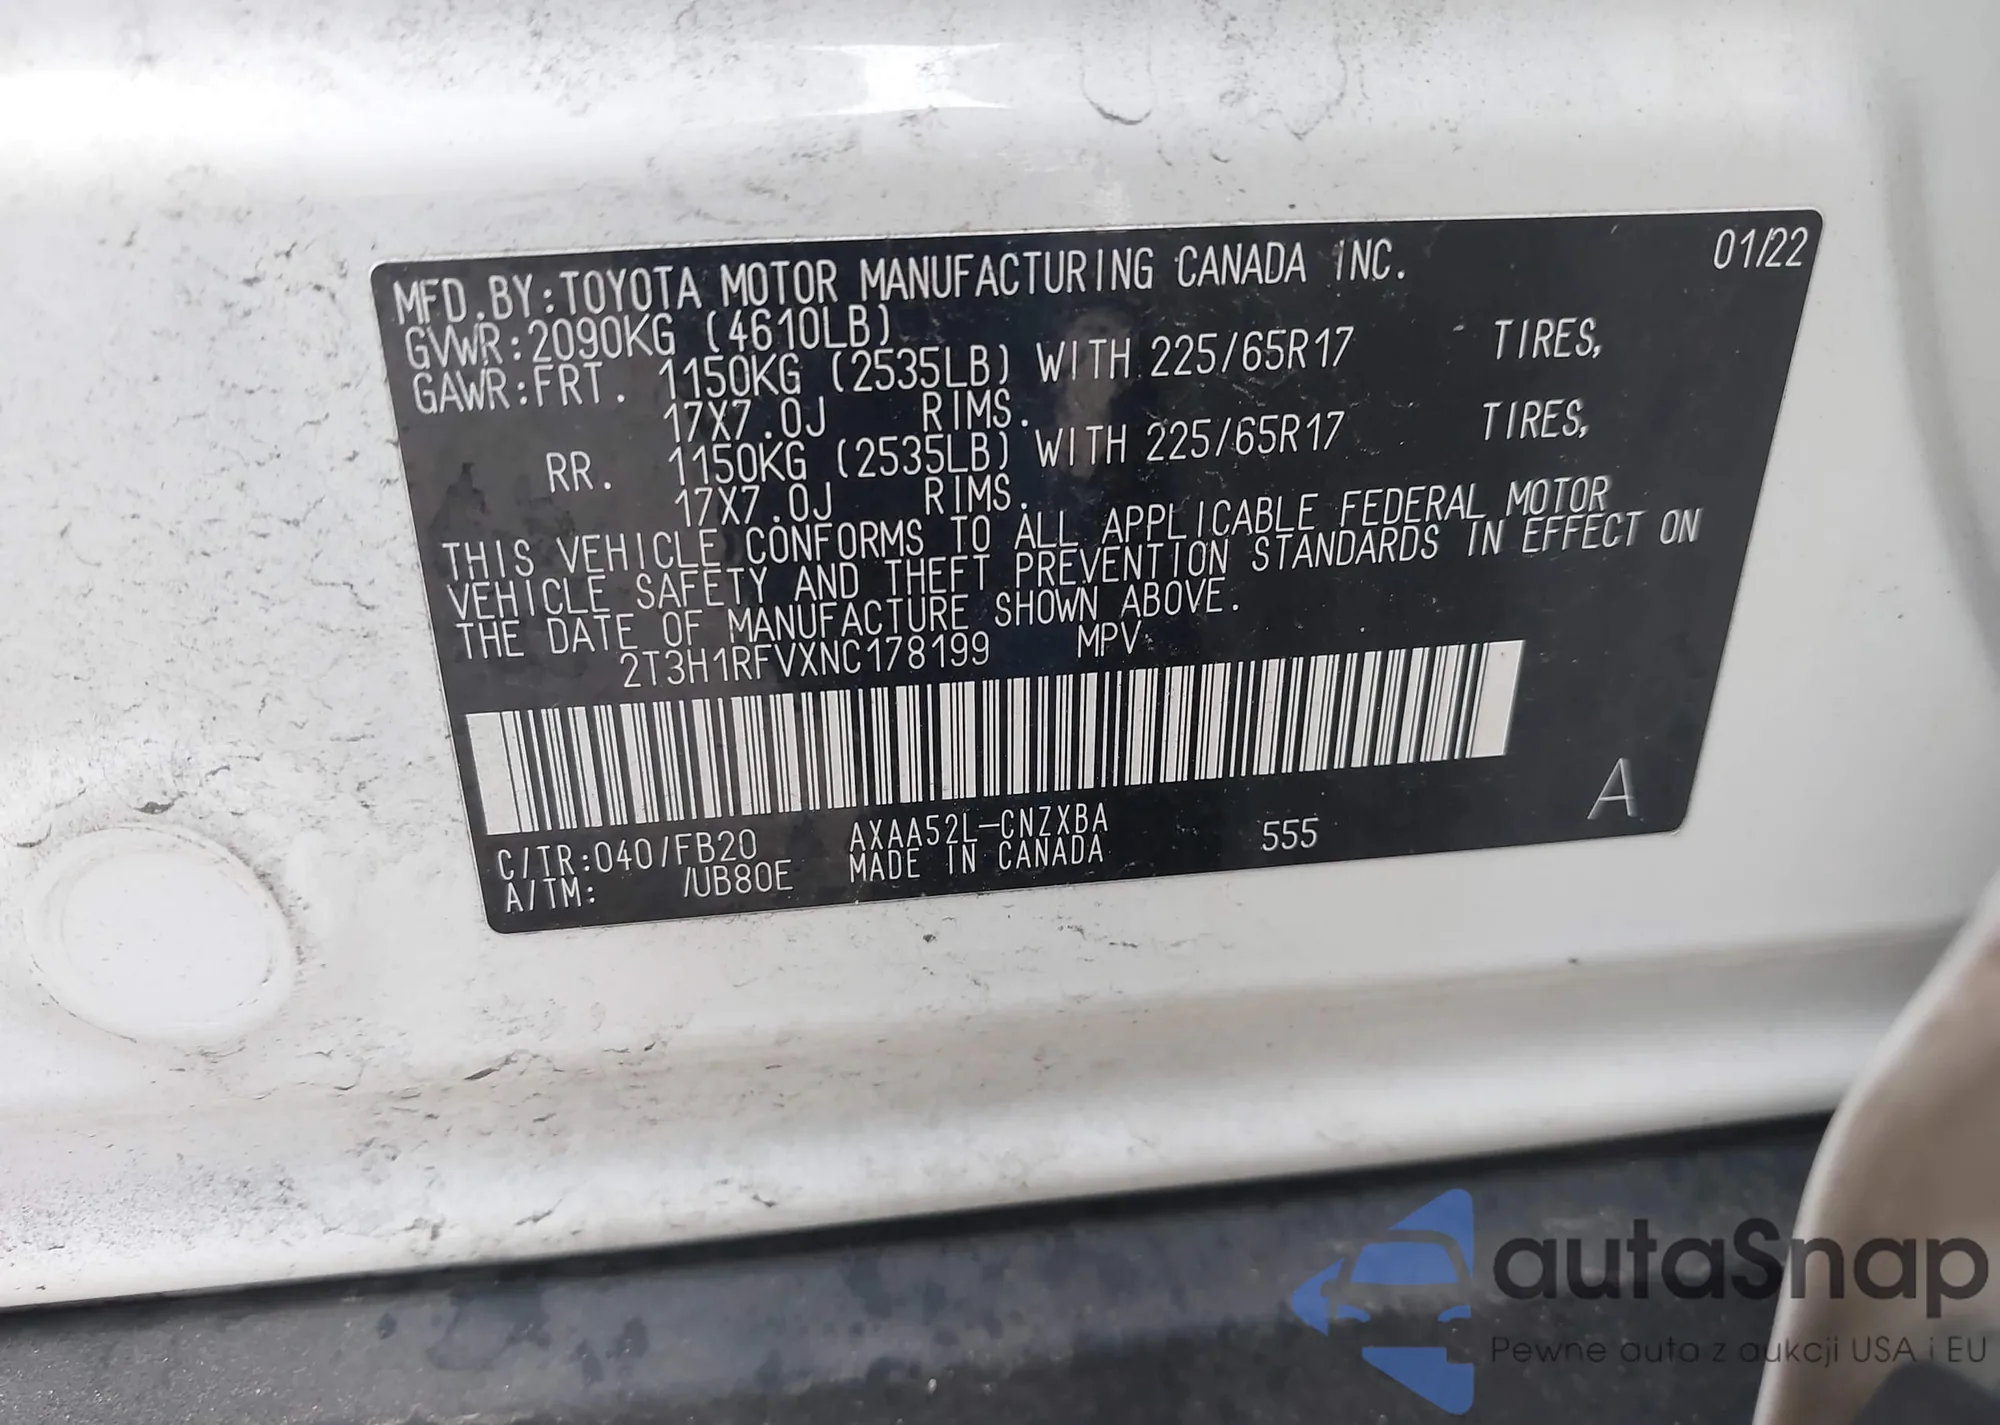 MFD.BY:TOYOTA MOTOR MANUFACTURING CANADA INC. 01/22
GVWR:2090KG (4610LB)
GAWR:FRT. 1150KG (2535LB) WITH 225/65R17 TIRES,
17X7.0J RIMS.
RR. 1150KG (2535LB) WITH 225/65R17 TIRES,
17X7.0J RIMS.
THIS VEHICLE CONFORMS TO ALL APPLICABLE FEDERAL MOTOR
VEHICLE SAFETY AND THEFT PREVENTION STANDARDS IN EFFECT ON
THE DATE OF MANUFACTURE SHOWN ABOVE.
2T3H1RFVXNC178199 MPV
C/TR:040/FB20 AXAA52L-CNZXBA 555 A
A/TM: /UB80E MADE IN CANADA
autaSnap
Pewne auta z aukcji USA i EU